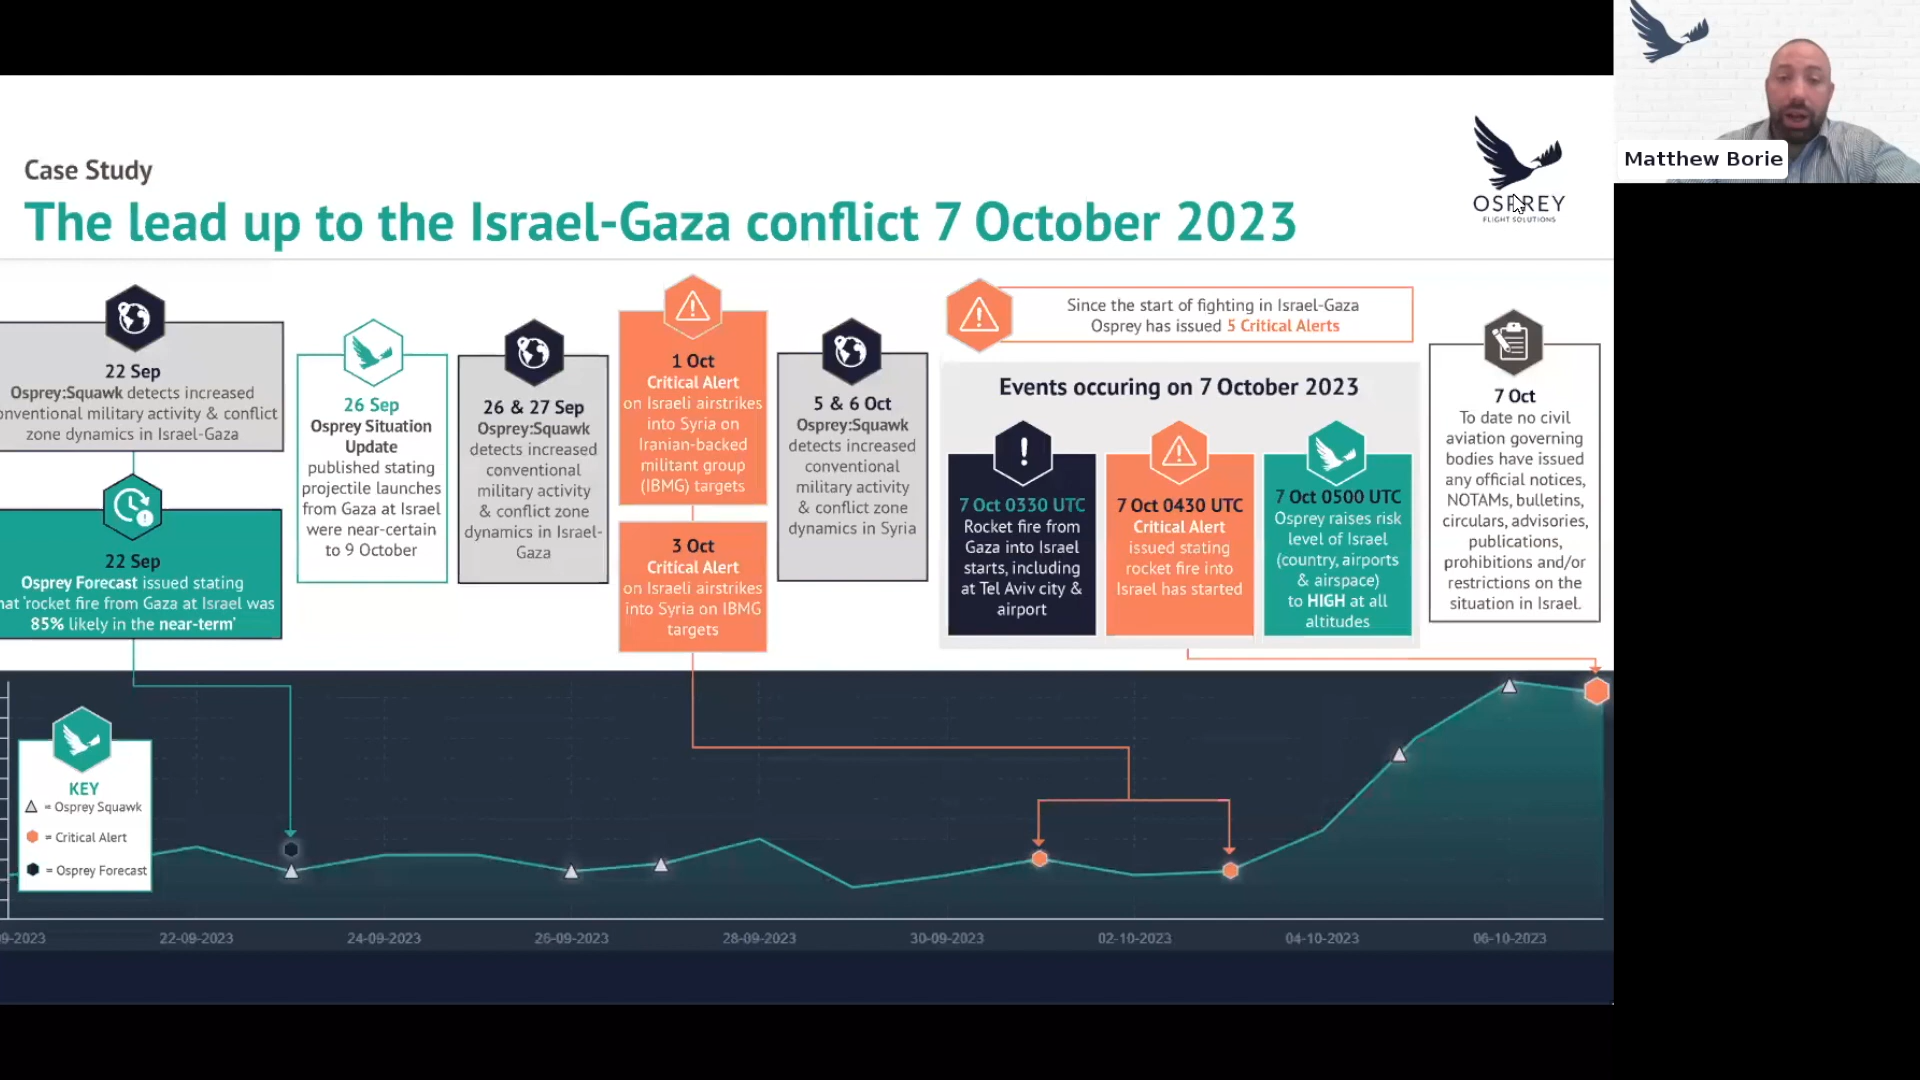 Matthew Borie
Case Study
The lead up to the Israel-Gaza conflict 7 October 2023
OSPREY
FLIGHT SOLUTIONS
22 Sep
Osprey:Squawk detects increased
onventional military activity & conflict
zone dynamics in Israel-Gaza
22 Sep
Osprey Forecast issued stating
hat 'rocket fire from Gaza at Israel was
85% likely in the near-term'
26 Sep
Osprey Situation
Update
published stating
projectile launches
from Gaza at Israel
were near-certain
to 9 October
26 & 27 Sep
Osprey:Squawk
detects increased
conventional
military activity
& conflict zone
dynamics in Israel-
Gaza
1 Oct
Critical Alert
on Israeli airstrikes
into Syria on
Iranian-backed
militant group
(IBMG) targets
3 Oct
Critical Alert
on Israeli airstrikes
into Syria on IBMG
targets
5 & 6 Oct
Osprey:Squawk
detects increased
conventional
military activity
& conflict zone
dynamics in Syria
Since the start of fighting in Israel-Gaza
Osprey has issued 5 Critical Alerts
Events occuring on 7 October 2023
7 Oct 0330 UTC
Rocket fire from
Gaza into Israel
starts, including
at Tel Aviv city &
airport
7 Oct 0430 UTC
Critical Alert
issued stating
rocket fire into
Israel has started
7 Oct 0500 UTC
Osprey raises risk
level of Israel
(country, airports
& airspace)
to HIGH at all
altitudes
7 Oct
To date no civil
aviation governing
bodies have issued
any official notices,
NOTAMs, bulletins,
circulars, advisories,
publications,
prohibitions and/or
restrictions on the
situation in Israel.
KEY
= Osprey Squawk
= Critical Alert
= Osprey Forecast
09-2023
22-09-2023
24-09-2023
26-09-2023
28-09-2023
30-09-2023
02-10-2023
04-10-2023
06-10-2023